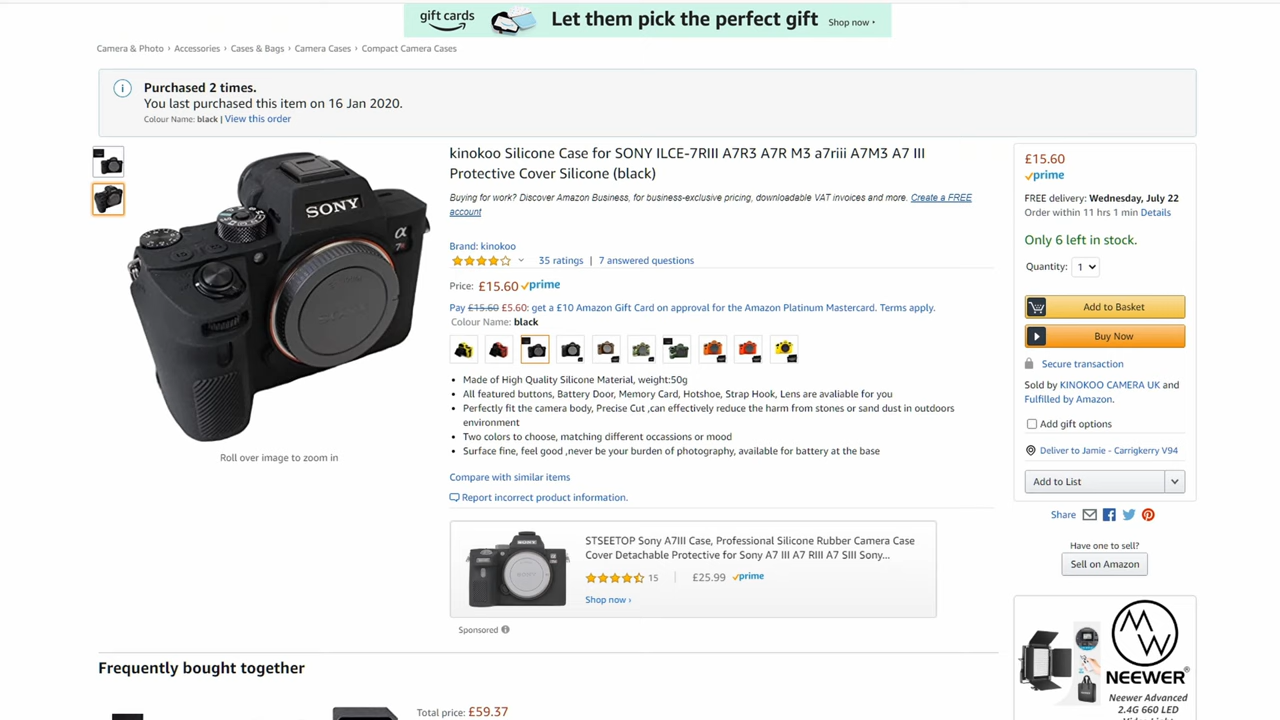 gift cards
Let them pick the perfect gift Shop now ›
Camera & Photo › Accessories › Cases & Bags › Camera Cases › Compact Camera Cases
Purchased 2 times.
You last purchased this item on 16 Jan 2020.
Colour Name: black | View this order
SONY
kinokoo Silicone Case for SONY ILCE-7RIII A7R3 A7R M3 a7riii A7M3 A7 III
Protective Cover Silicone (black)
Buying for work? Discover Amazon Business, for business-exclusive pricing, downloadable VAT invoices and more. Create a FREE
account
Brand: kinokoo
35 ratings | 7 answered questions
Price: £15.60 prime
Pay £15.60 £5.60: get a £10 Amazon Gift Card on approval for the Amazon Platinum Mastercard. Terms apply.
Colour Name: black
Made of High Quality Silicone Material, weight:50g
All featured buttons, Battery Door, Memory Card, Hotshoe, Strap Hook, Lens are avaliable for you
Perfectly fit the camera body, Precise Cut ,can effectively reduce the harm from stones or sand dust in outdoors
environment
Two colors to choose, matching different occassions or mood
Surface fine, feel good ,never be your burden of photography, available for battery at the base
Roll over image to zoom in
Compare with similar items
Report incorrect product information.
STSEETOP Sony A7III Case, Professional Silicone Rubber Camera Case
Cover Detachable Protective for Sony A7 III A7 RIII A7 SIII Sony...
15 | £25.99 prime
Shop now ›
Sponsored
£15.60
prime
FREE delivery: Wednesday, July 22
Order within 11 hrs 1 min Details
Only 6 left in stock.
Quantity: 1
Add to Basket
Buy Now
Secure transaction
Sold by KINOKOO CAMERA UK and
Fulfilled by Amazon.
Add gift options
Deliver to Jamie - Carrigkerry V94
Add to List
Share
Have one to sell?
Sell on Amazon
NEEWER®
Neewer Advanced
2.4G 660 LED
Frequently bought together
Total price: £59.37